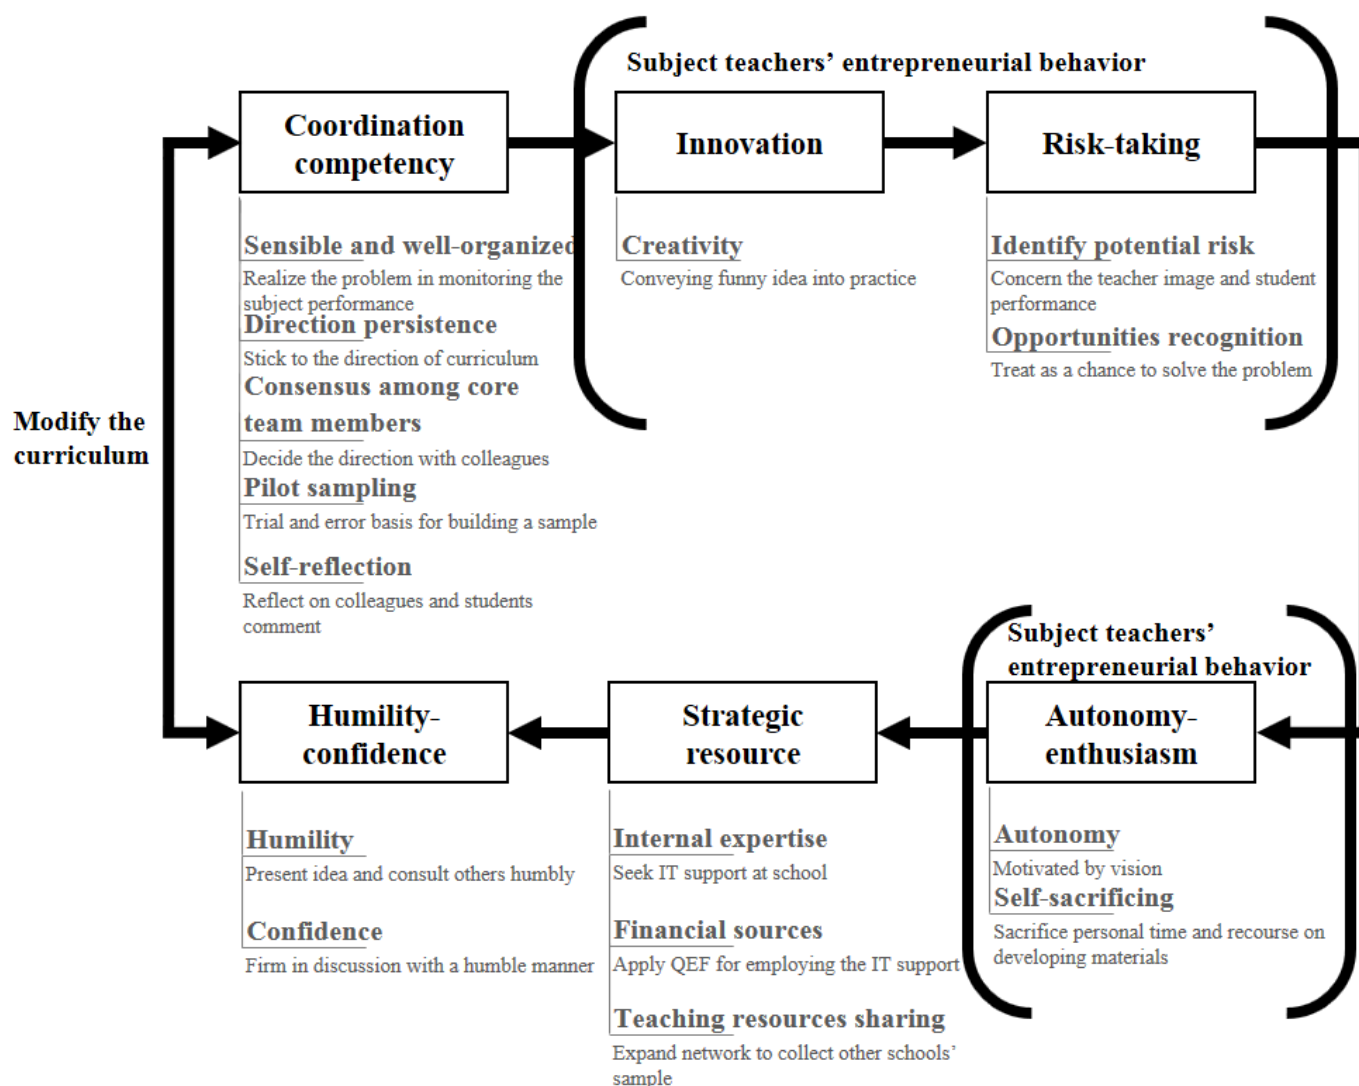 Subject teachers’ entrepreneurial behavior
Coordination
competency
Innovation
Risk-taking
Sensible and well-organized
Realize the problem in monitoring the
subject performance
Direction persistence
Stick to the direction of curriculum
Consensus among core
team members
Decide the direction with colleagues
Pilot sampling
Trial and error basis for building a sample
Self-reflection
Reflect on colleagues and students
comment
Creativity
Conveying funny idea into practice
Identify potential risk
Concern the teacher image and student
performance
Opportunities recognition
Treat as a chance to solve the problem
Modify the
curriculum
Subject teachers’
entrepreneurial behavior
Humility-
confidence
Strategic
resource
Autonomy-
enthusiasm
Humility
Present idea and consult others humbly
Confidence
Firm in discussion with a humble manner
Internal expertise
Seek IT support at school
Financial sources
Apply QEF for employing the IT support
Teaching resources sharing
Expand network to collect other schools’
sample
Autonomy
Motivated by vision
Self-sacrificing
Sacrifice personal time and recourse on
developing materials